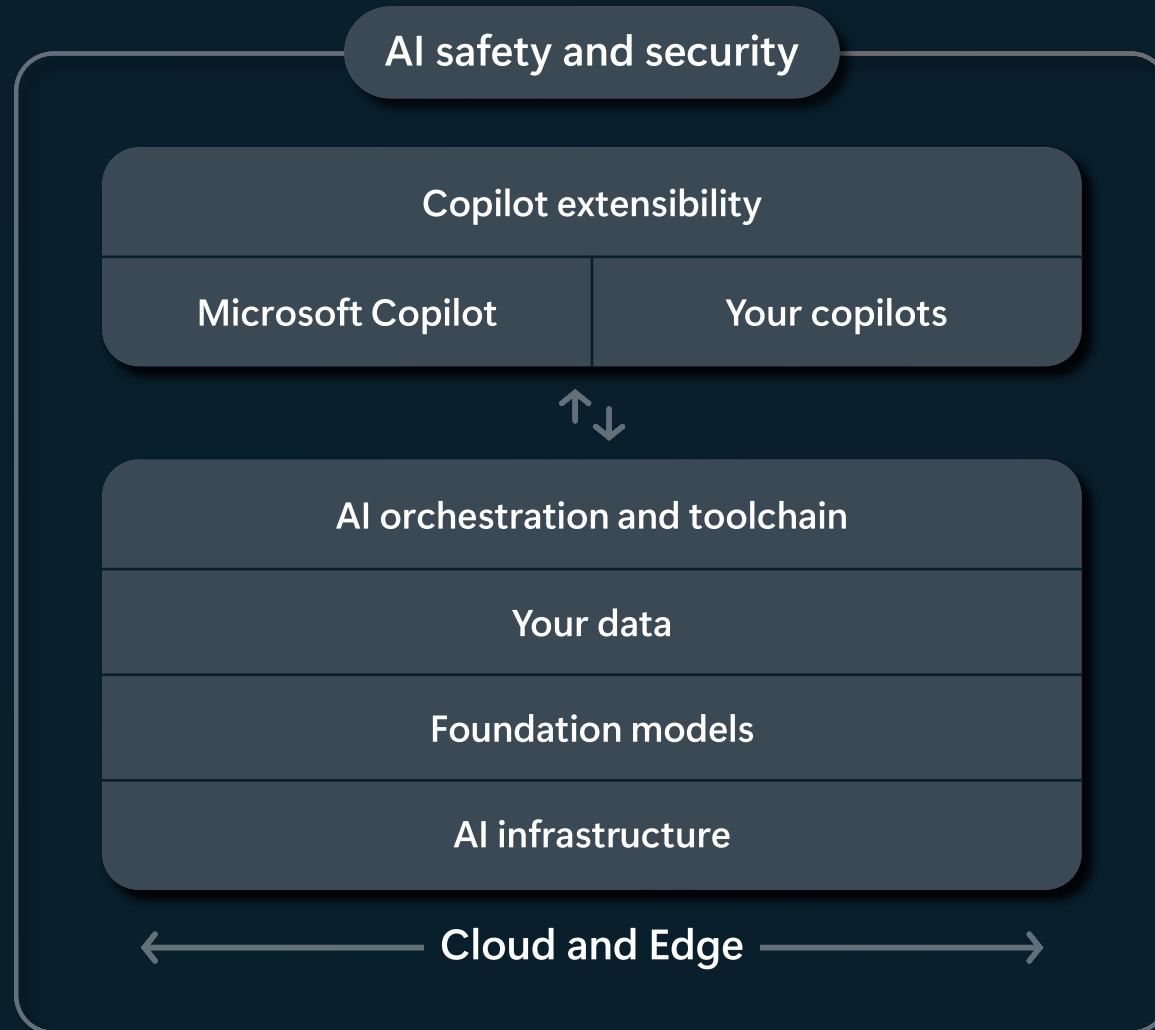 AI safety and security
Copilot extensibility
Microsoft Copilot
Your copilots
AI orchestration and toolchain
Your data
Foundation models
AI infrastructure
Cloud and Edge